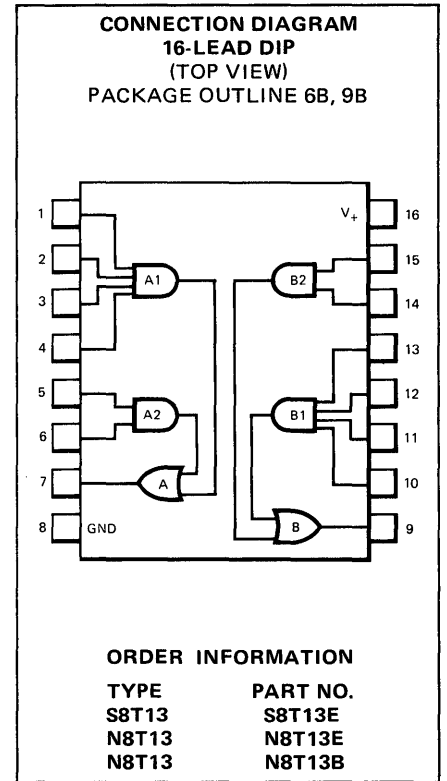 CONNECTION DIAGRAM
16-LEAD DIP
(TOP VIEW)
PACKAGE OUTLINE 6B, 9B
1
2
3
4
5
6
7
8
A1
A2
A
GND
V+
B2
B1
B
16
15
14
13
12
11
10
9
ORDER INFORMATION
TYPE PART NO.
S8T13 S8T13E
N8T13 N8T13E
N8T13 N8T13B